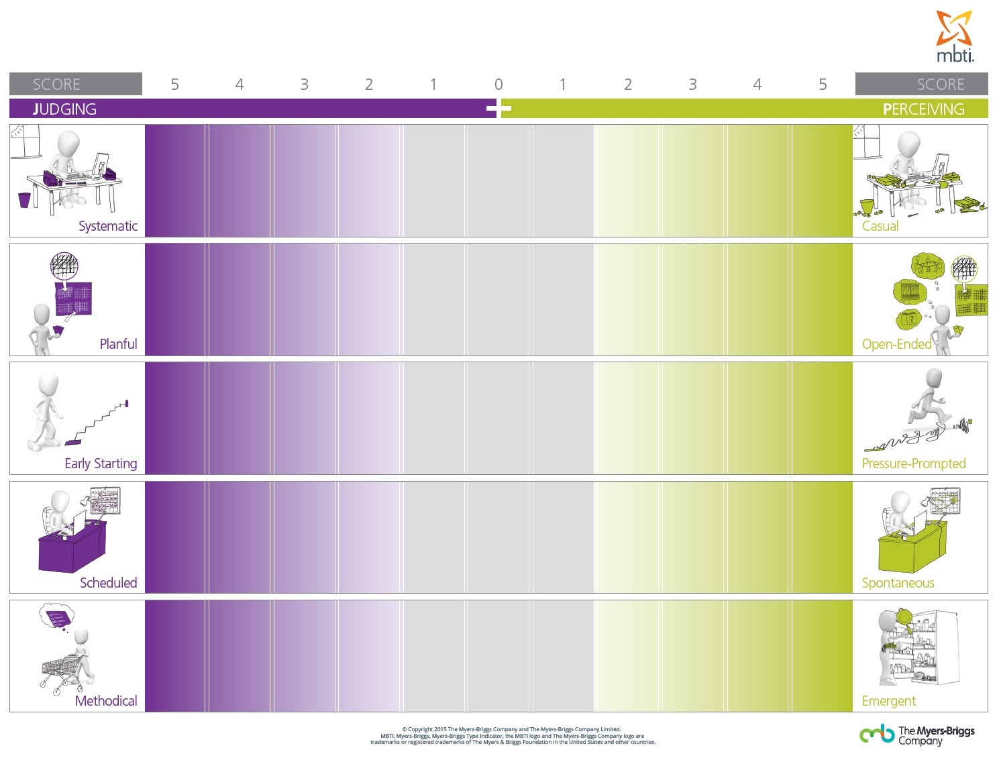 mbti.
SCORE 5 4 3 2 1 0 1 2 3 4 5 SCORE
JUDGING PERCEIVING
Systematic Casual
Planful Open-Ended
Early Starting Pressure-Prompted
Scheduled Spontaneous
Methodical Emergent
© Copyright 2015 The Myers-Briggs Company and The Myers-Briggs Company Limited.
MBTI, Myers-Briggs, Myers-Briggs Type Indicator, the MBTI logo and The Myers-Briggs Company logo are
trademarks or registered trademarks of The Myers & Briggs Foundation in the United States and other countries.
The Myers-Briggs
Company